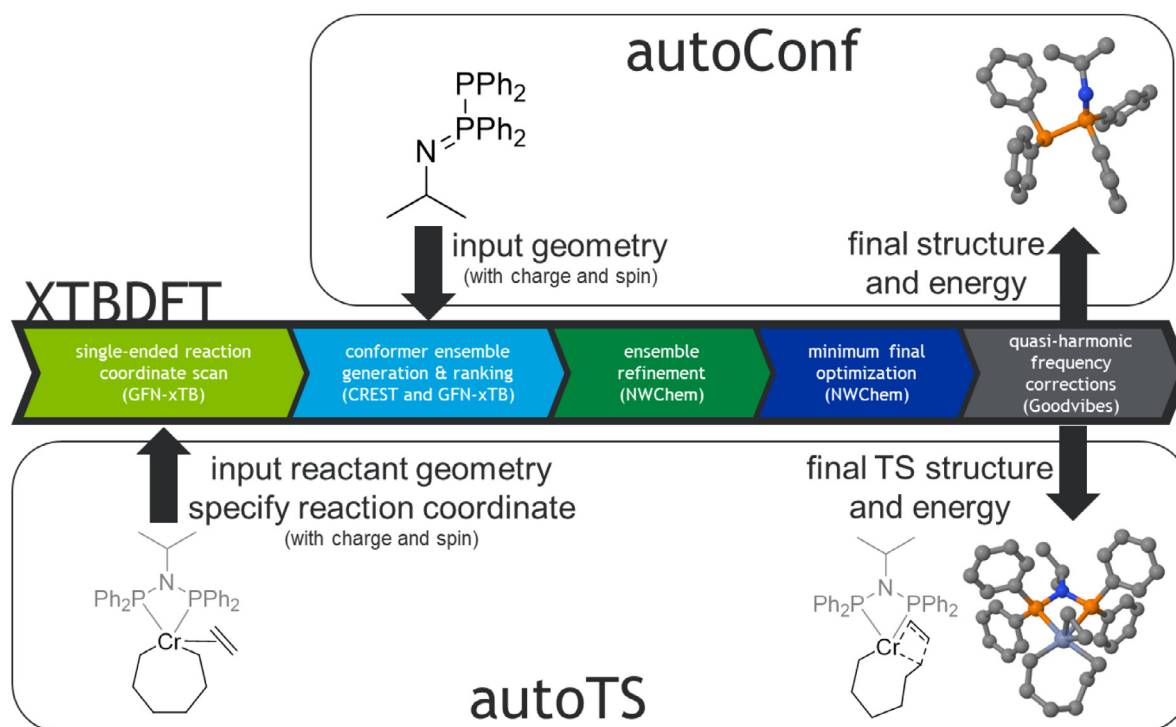 autoConf
PPh2
PPh2
N
input geometry
(with charge and spin)
final structure
and energy
XTBDFT
single-ended reaction
coordinate scan
(GFN-xTB)
conformer ensemble
generation & ranking
(CREST and GFN-xTB)
ensemble
refinement
(NWChem)
minimum final
optimization
(NWChem)
quasi-harmonic
frequency
corrections
(Goodvibes)
input reactant geometry
specify reaction coordinate
(with charge and spin)
N
Ph2P PPh2
Cr
final TS structure
and energy
N
Ph2P PPh2
Cr
autoTS